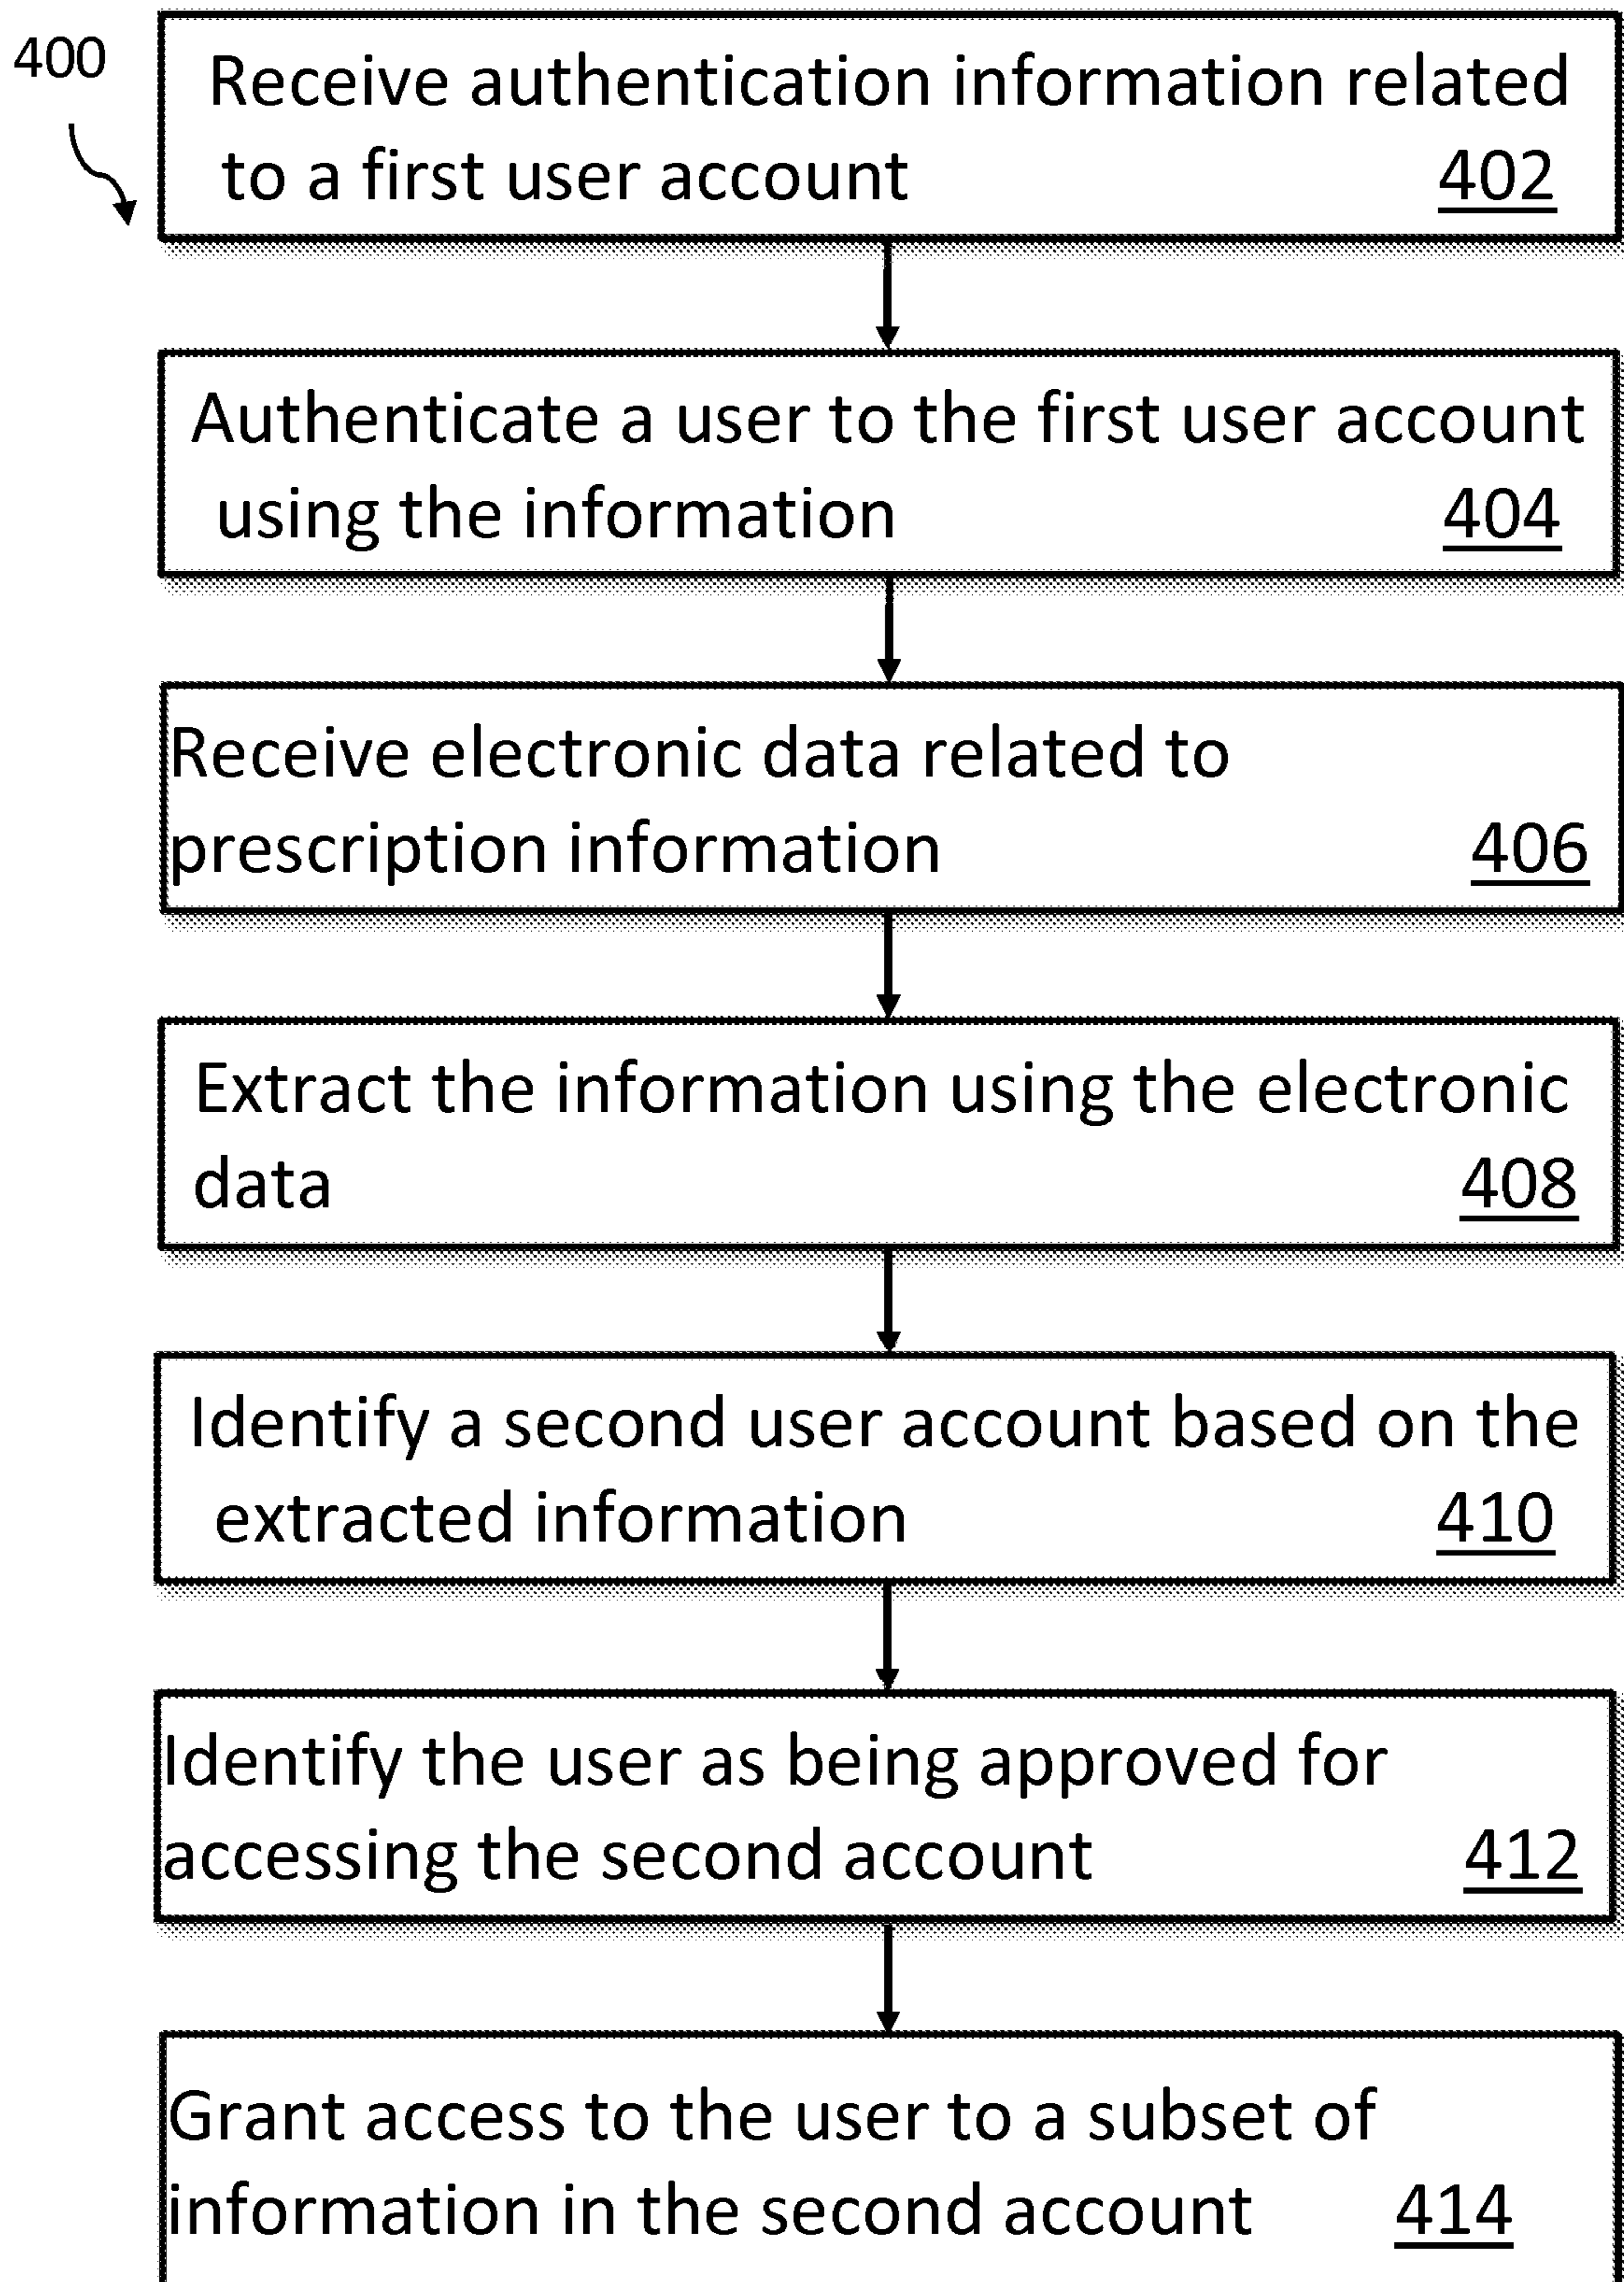 400
Receive authentication information related
to a first user account 402
Authenticate a user to the first user account
using the information 404
Receive electronic data related to
prescription information 406
Extract the information using the electronic
data 408
Identify a second user account based on the
extracted information 410
Identify the user as being approved for
accessing the second account 412
Grant access to the user to a subset of
information in the second account 414